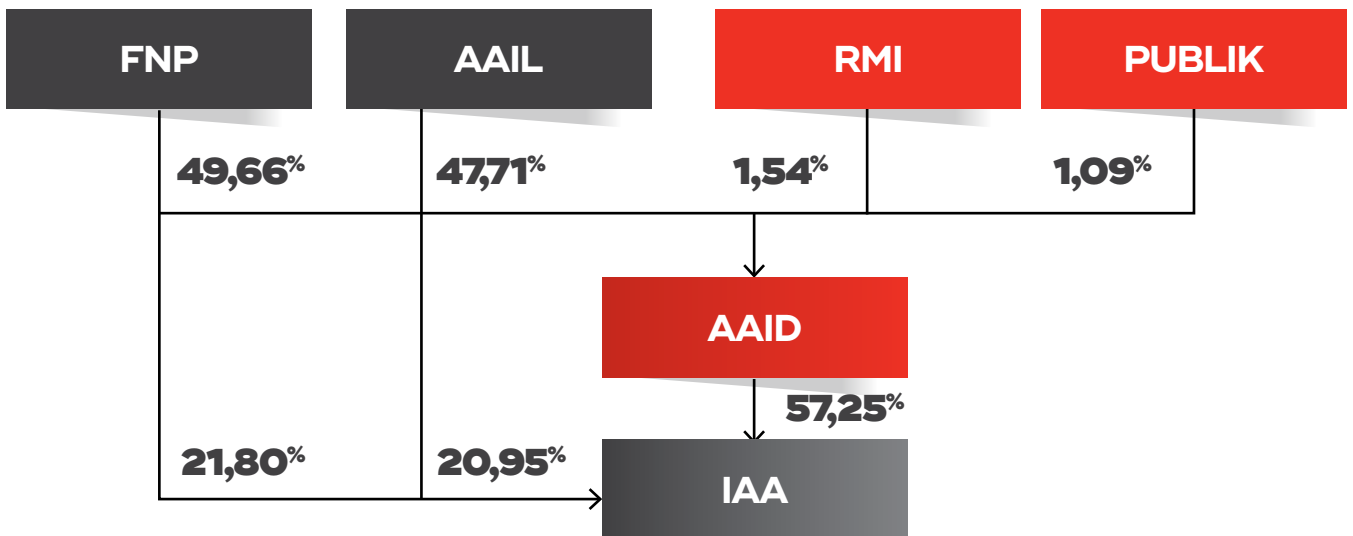 FNP
AAIL
RMI
PUBLIK
49,66%
47,71%
1,54%
1,09%
AAID
57,25%
21,80%
20,95%
IAA